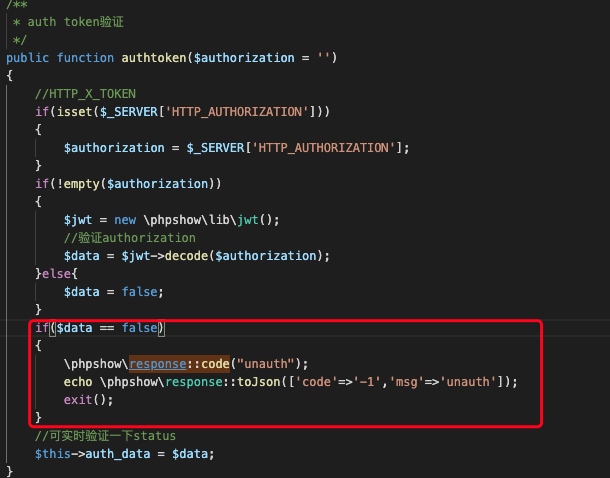 /**
 * auth token验证
 */
public function authtoken($authorization = '')
{
    //HTTP_X_TOKEN
    if(isset($_SERVER['HTTP_AUTHORIZATION']))
    {
        $authorization = $_SERVER['HTTP_AUTHORIZATION'];
    }
    if(!empty($authorization))
    {
        $jwt = new \phpshow\lib\jwt();
        //验证authorization
        $data = $jwt->decode($authorization);
    }else{
        $data = false;
    }
    if($data == false)
    {
        \phpshow\response::code("unauth");
        echo \phpshow\response::toJson(['code'=>'-1','msg'=>'unauth']);
        exit();
    }
    //可实时验证一下status
    $this->auth_data = $data;
}